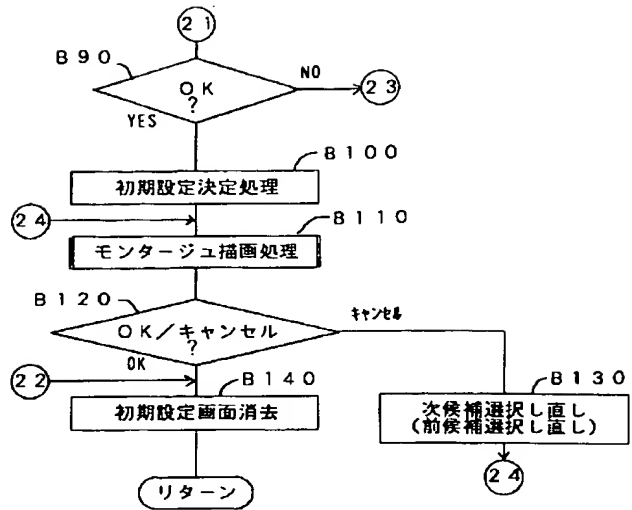 21
B90
OK
?
NO
23
YES
B100
初期設定決定処理
24
B110
モンタージュ描画処理
B120
OK/キャンセル
?
キャンセル
OK
22
B140
B130
初期設定画面消去
次候補選択し直し
(前候補選択し直し)
24
リターン